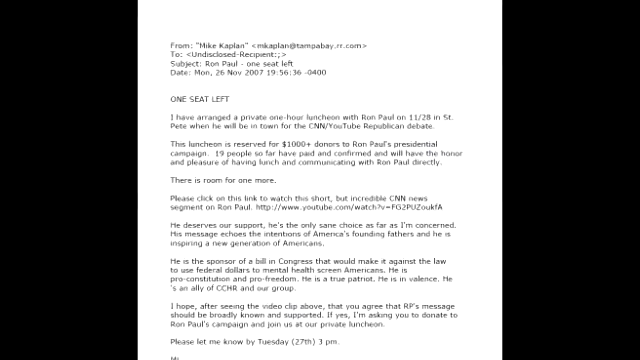 From: "Mike Kaplan" <mkaplan@tampabay.rr.com>
To: <Undisclosed-Recipient:;>
Subject: Ron Paul - one seat left
Date: Mon, 26 Nov 2007 19:56:36 -0400
ONE SEAT LEFT
I have arranged a private one-hour luncheon with Ron Paul on 11/28 in St.
Pete when he will be in town for the CNN/YouTube Republican debate.
This luncheon is reserved for $1000+ donors to Ron Paul's presidential
campaign. 19 people so far have paid and confirmed and will have the honor
and pleasure of having lunch and communicating with Ron Paul directly.
There is room for one more.
Please click on this link to watch this short, but incredible CNN news
segment on Ron Paul. http://www.youtube.com/watch?v=FG2PUZoukfA
He deserves our support, he's the only sane choice as far as I'm concerned.
His message echoes the intentions of America's founding fathers and he is
inspiring a new generation of Americans.
He is the sponsor of a bill in Congress that would make it against the law
to use federal dollars to mental health screen Americans. He is
pro-constitution and pro-freedom. He is a true patriot. He is in valence. He
's an ally of CCHR and our group.
I hope, after seeing the video clip above, that you agree that RP's message
should be broadly known and supported. If yes, I'm asking you to donate to
Ron Paul's campaign and join us at our private luncheon.
Please let me know by Tuesday (27th) 3 pm.